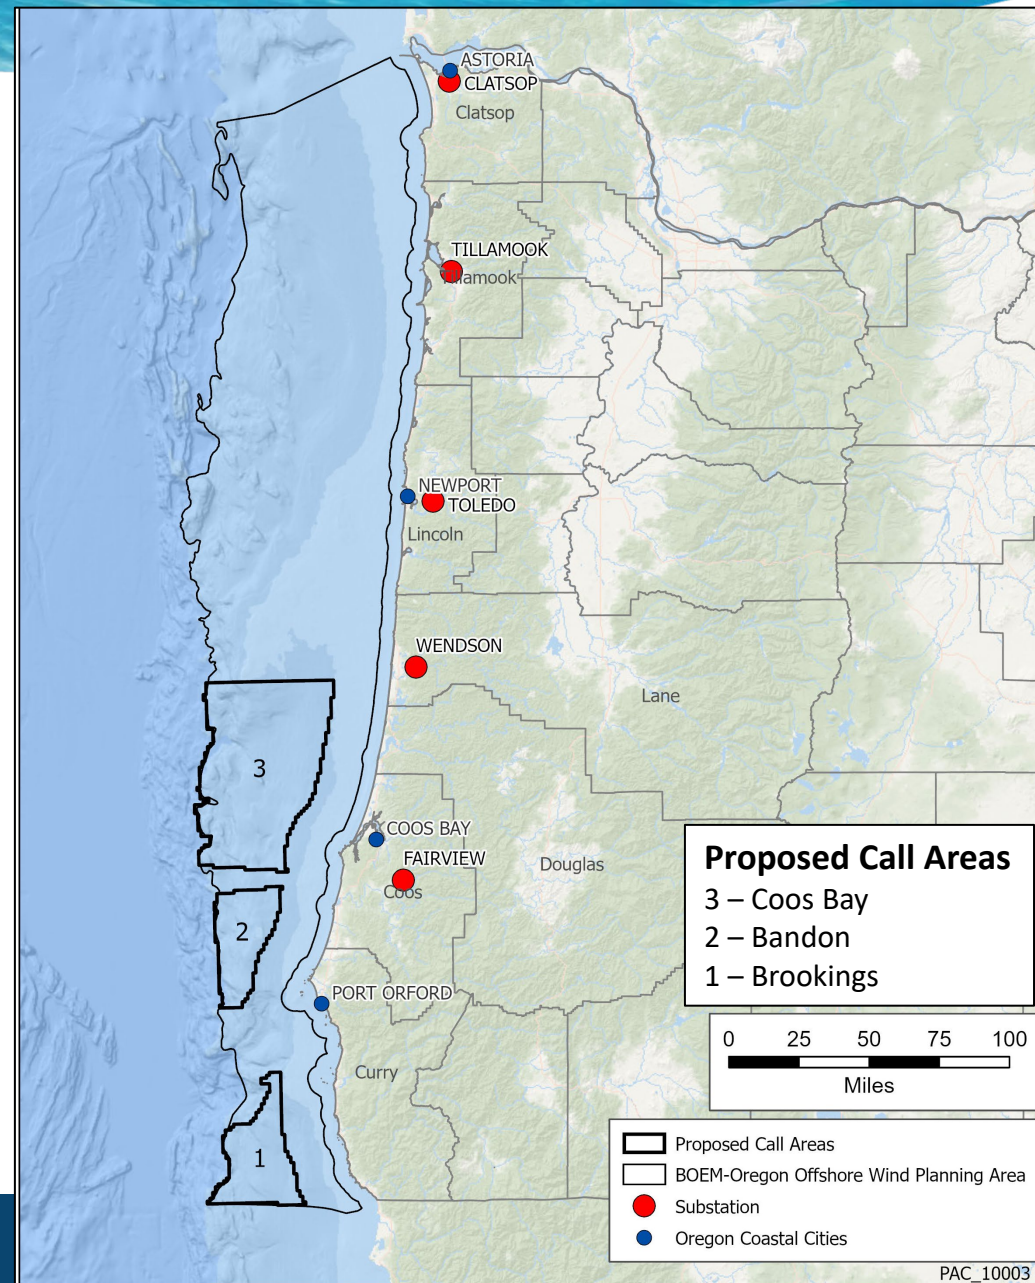 ASTORIA
CLATSOP
Clatsop
TILLAMOOK
Tillamook
NEWPORT
TOLEDO
Lincoln
WENDSON
Lane
3
COOS BAY
FAIRVIEW
Coos
Douglas
2
PORT ORFORD
Curry
1
Proposed Call Areas
3 – Coos Bay
2 – Bandon
1 – Brookings
0 25 50 75 100
Miles
Proposed Call Areas
BOEM-Oregon Offshore Wind Planning Area
Substation
Oregon Coastal Cities
PAC_10003